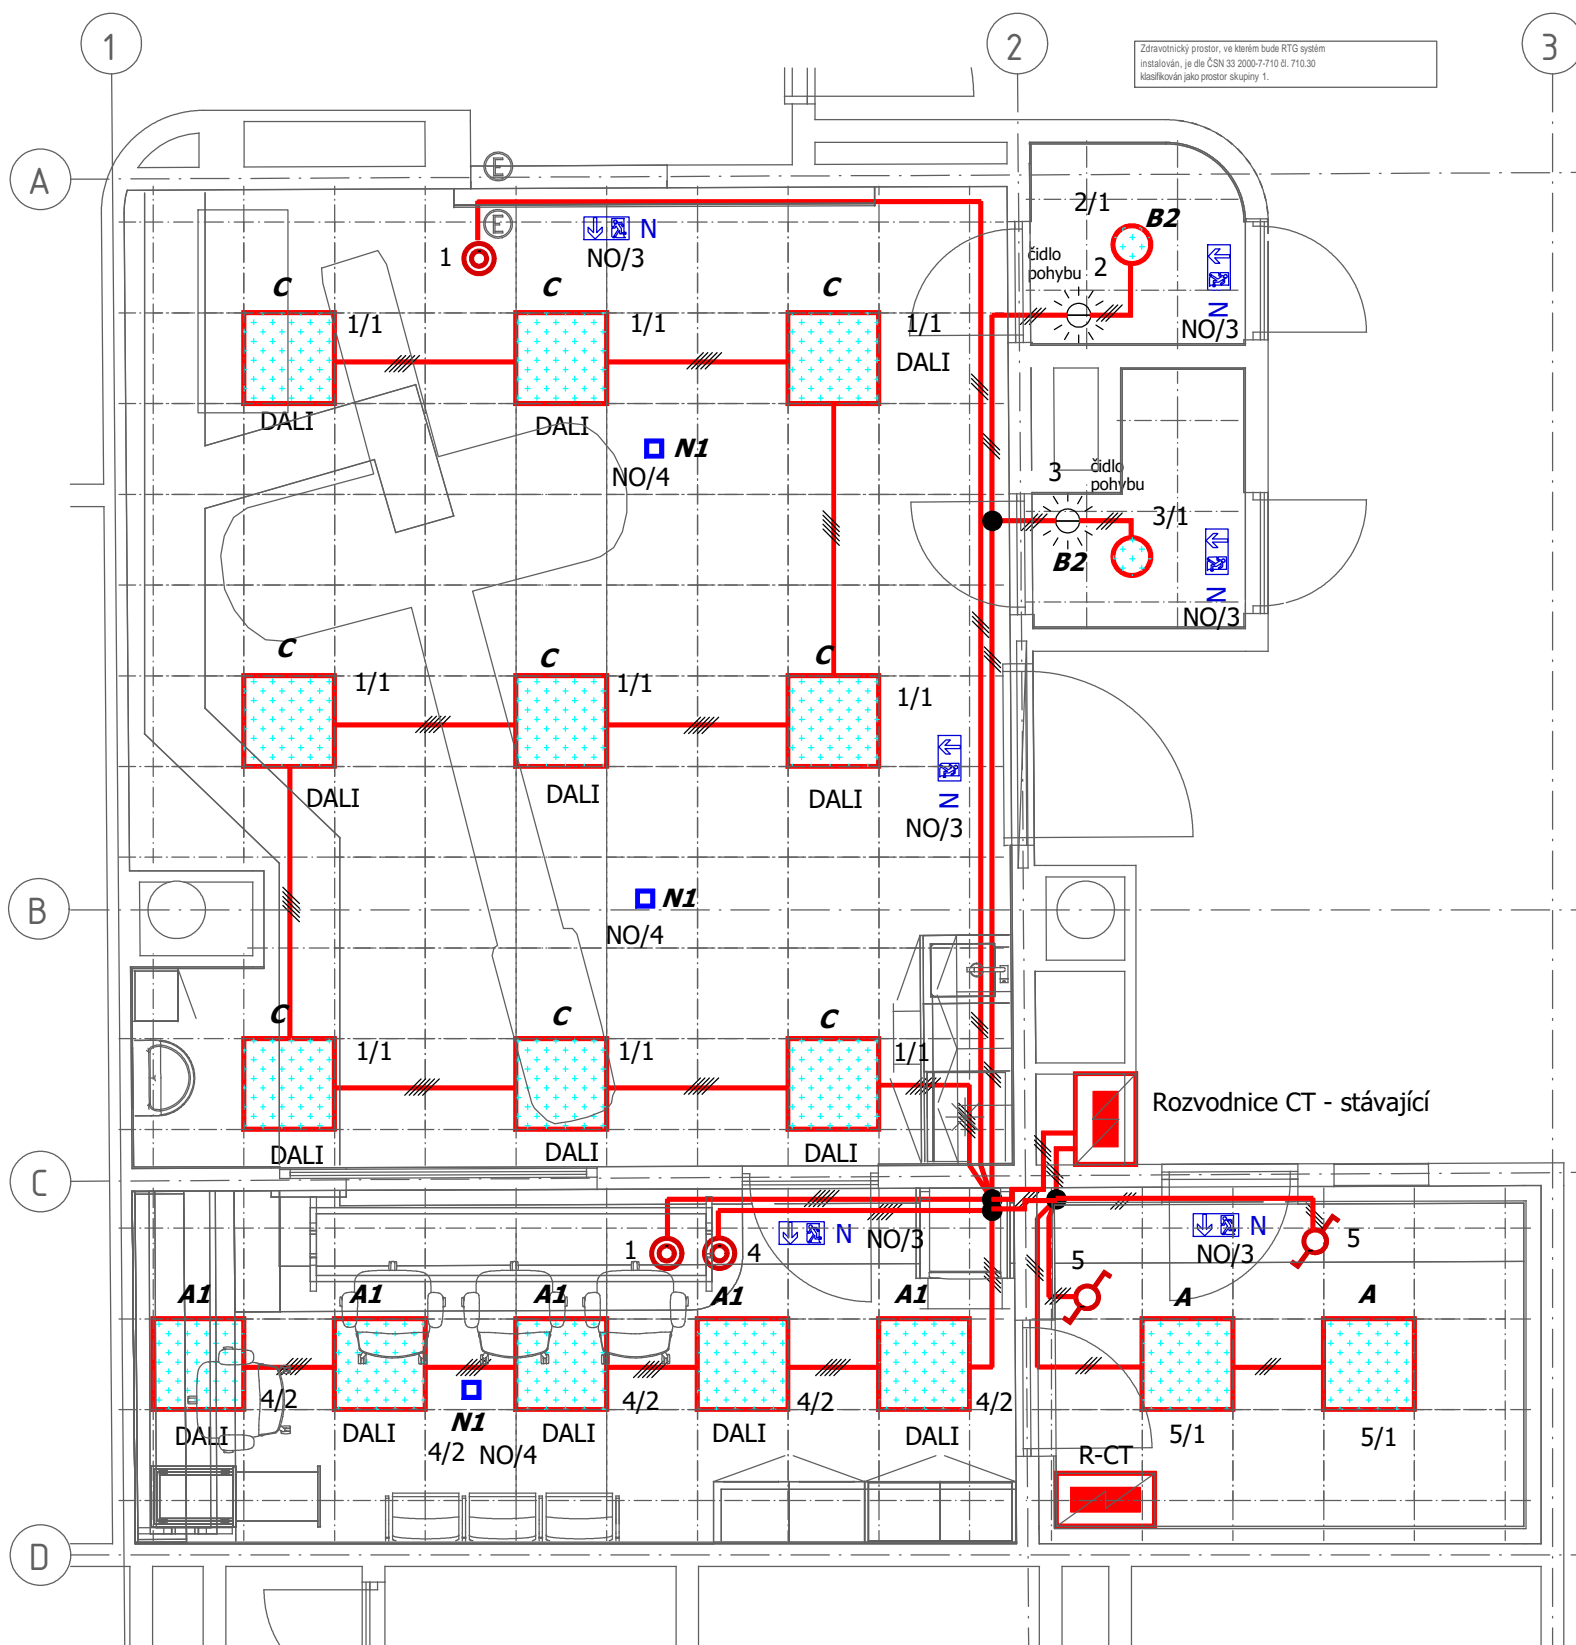 1
2
3
Zdravotnický prostor, ve kterém bude RTG systém
instalován, je dle ČSN 33 2000-7-710 čl. 710.30
klasifikován jako prostor skupiny 1.
A
E
E
1
N
NO/3
2/1
B2
čidlo
pohybu
2
N
NO/3
C
C
C
1/1
1/1
1/1
DALI
DALI
DALI
N1
NO/4
3
čidlo
pohybu
3/1
B2
N
NO/3
C
C
C
1/1
1/1
1/1
DALI
DALI
DALI
N
NO/3
B
N1
NO/4
C
C
C
1/1
1/1
1/1
DALI
DALI
DALI
Rozvodnice CT - stávající
C
1
4
N
NO/3
N
NO/3
5
5
A1
A1
A1
A1
A1
A
A
4/2
4/2
4/2
4/2
N1
4/2
NO/4
DALI
DALI
DALI
DALI
DALI
5/1
5/1
R-CT
D